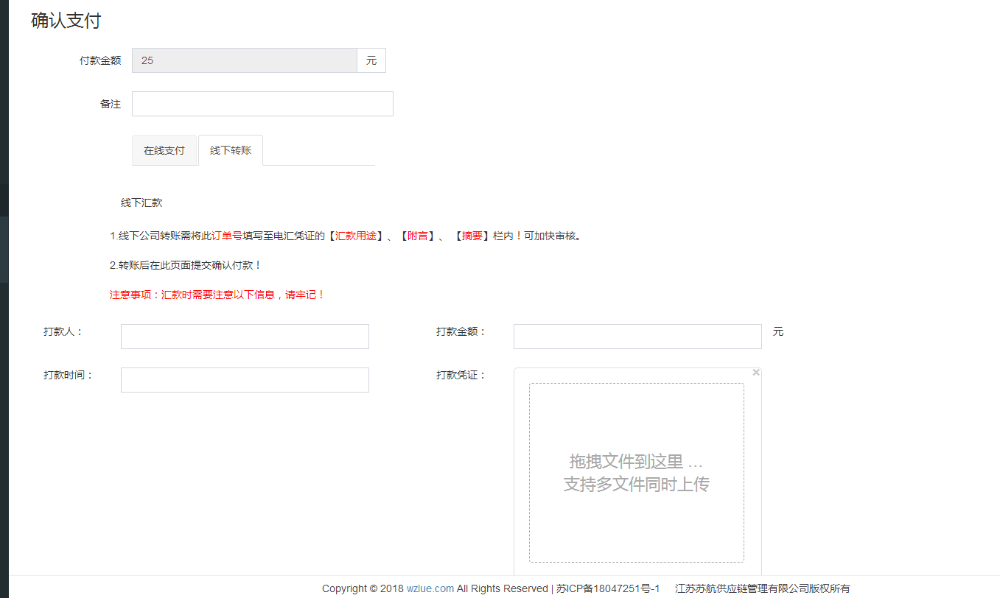 确认支付
付款金额 25 元
备注
在线支付 线下转账
线下汇款
1.线下公司转账需将此订单号填写至电汇凭证的【汇款用途】、【附言】、 【摘要】栏内！可加快审核。
2.转账后在此页面提交确认付款！
注意事项：汇款时需要注意以下信息，请牢记！
打款人： 打款金额： 元
打款时间： 打款凭证： ×
拖拽文件到这里 …
支持多文件同时上传
Copyright © 2018 wzlue.com All Rights Reserved | 苏ICP备18047251号-1 江苏苏航供应链管理有限公司版权所有